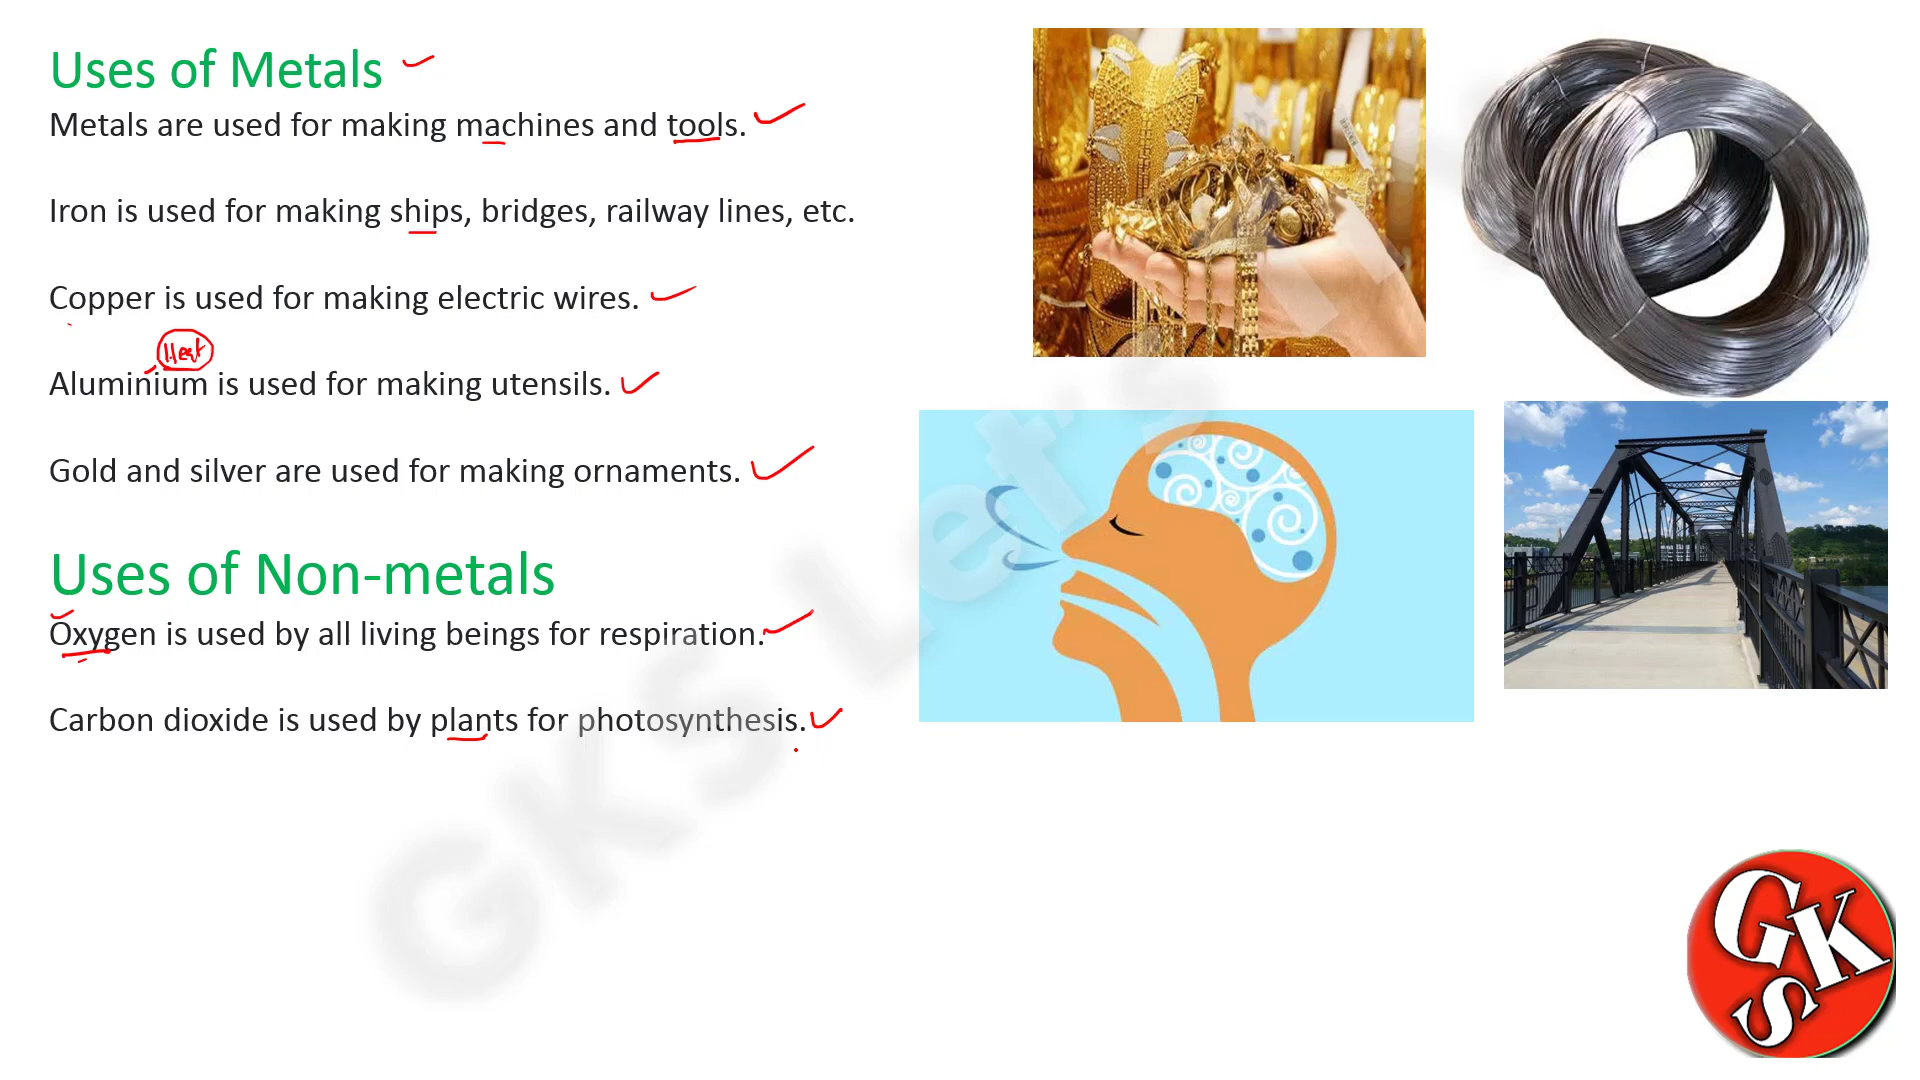 Uses of Metals
Metals are used for making machines and tools.
Iron is used for making ships, bridges, railway lines, etc.
Copper is used for making electric wires.
Heat
Aluminium is used for making utensils.
Gold and silver are used for making ornaments.
Uses of Non-metals
Oxygen is used by all living beings for respiration.
Carbon dioxide is used by plants for photosynthesis.
GKS Let's
GKS